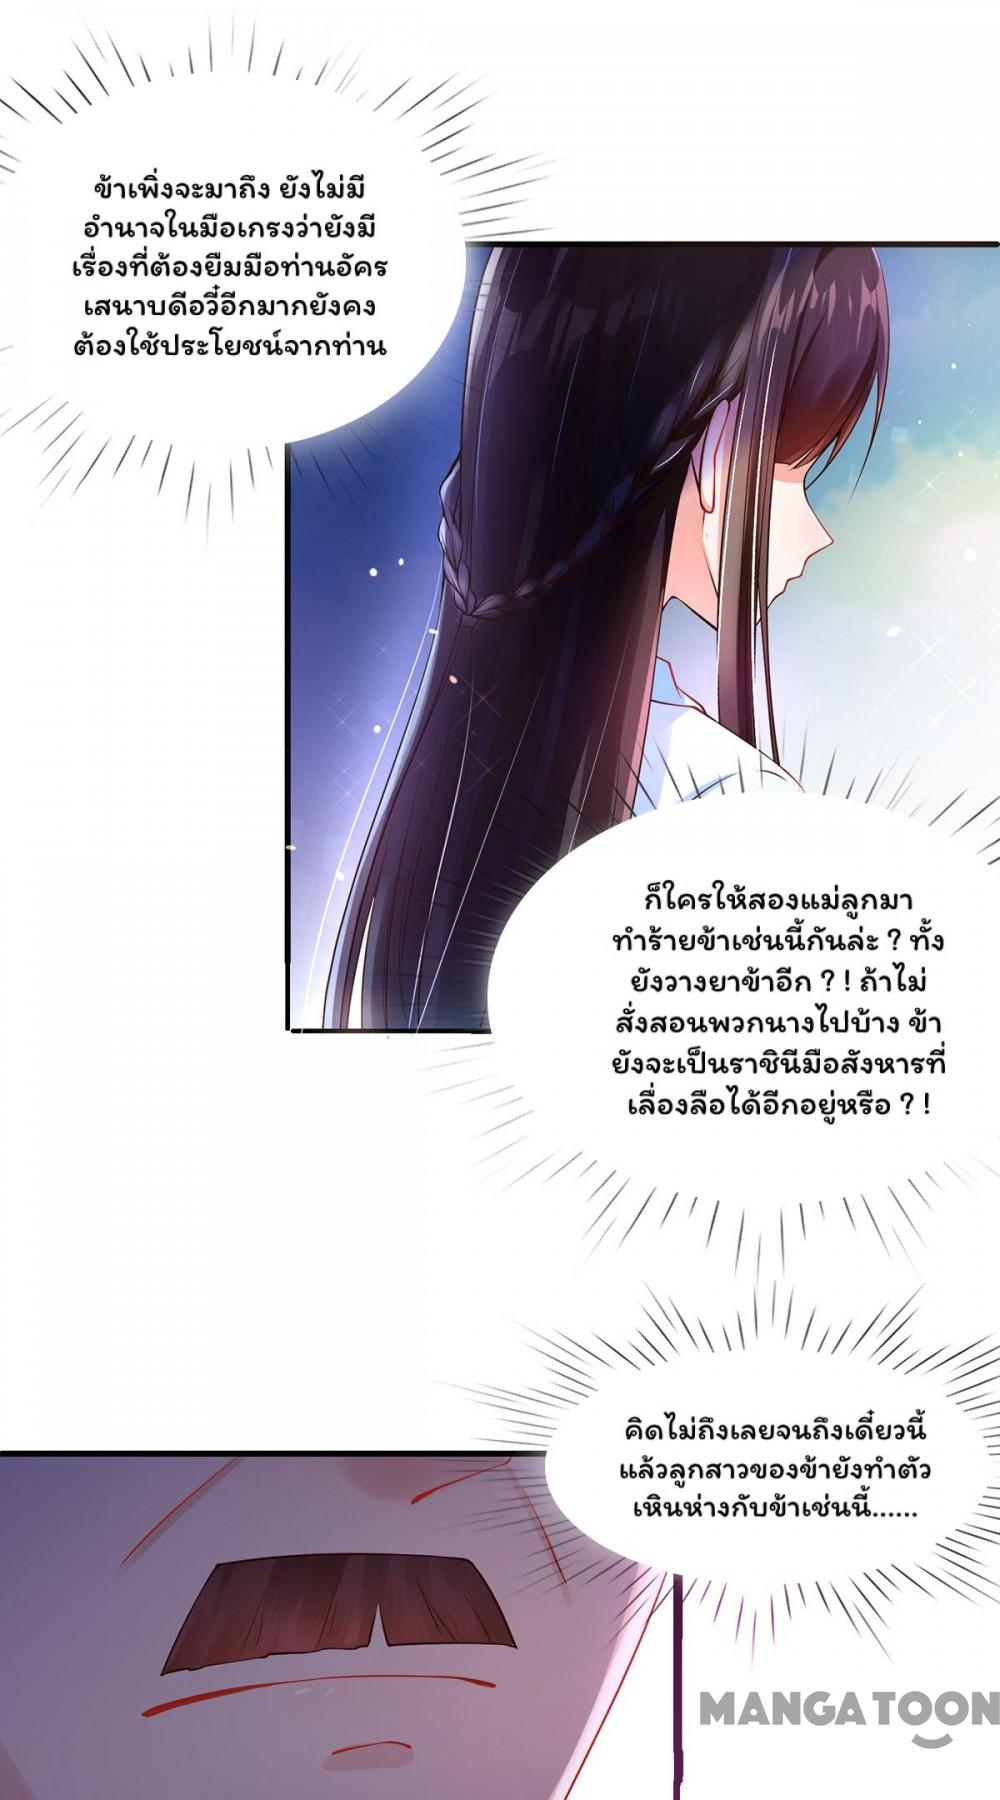 ข้าเพิ่งจะมาถึง ยังไม่มี
อำนาจในมือเกรงว่ายังมี
เรื่องที่ต้องยืมมือท่านอัคร
เสนาบดีอวี๋อีกมากยังคง
ต้องใช้ประโยชน์จากท่าน
ก็ใครให้สองแม่ลูกมา
ทำร้ายข้าเช่นนี้กันล่ะ ? ทั้ง
ยังวางยาข้าอีก ? ! ถ้าไม่
สั่งสอนพวกนางไปบ้าง ข้า
ยังจะเป็นราชินีมือสังหารที่
เลื่องลือได้อีกอยู่หรือ ? !
คิดไม่ถึงเลยจนถึงเดี๋ยวนี้
แล้วลูกสาวของข้ายังทำตัว
เหินห่างกับข้าเช่นนี้......
MANGATOON